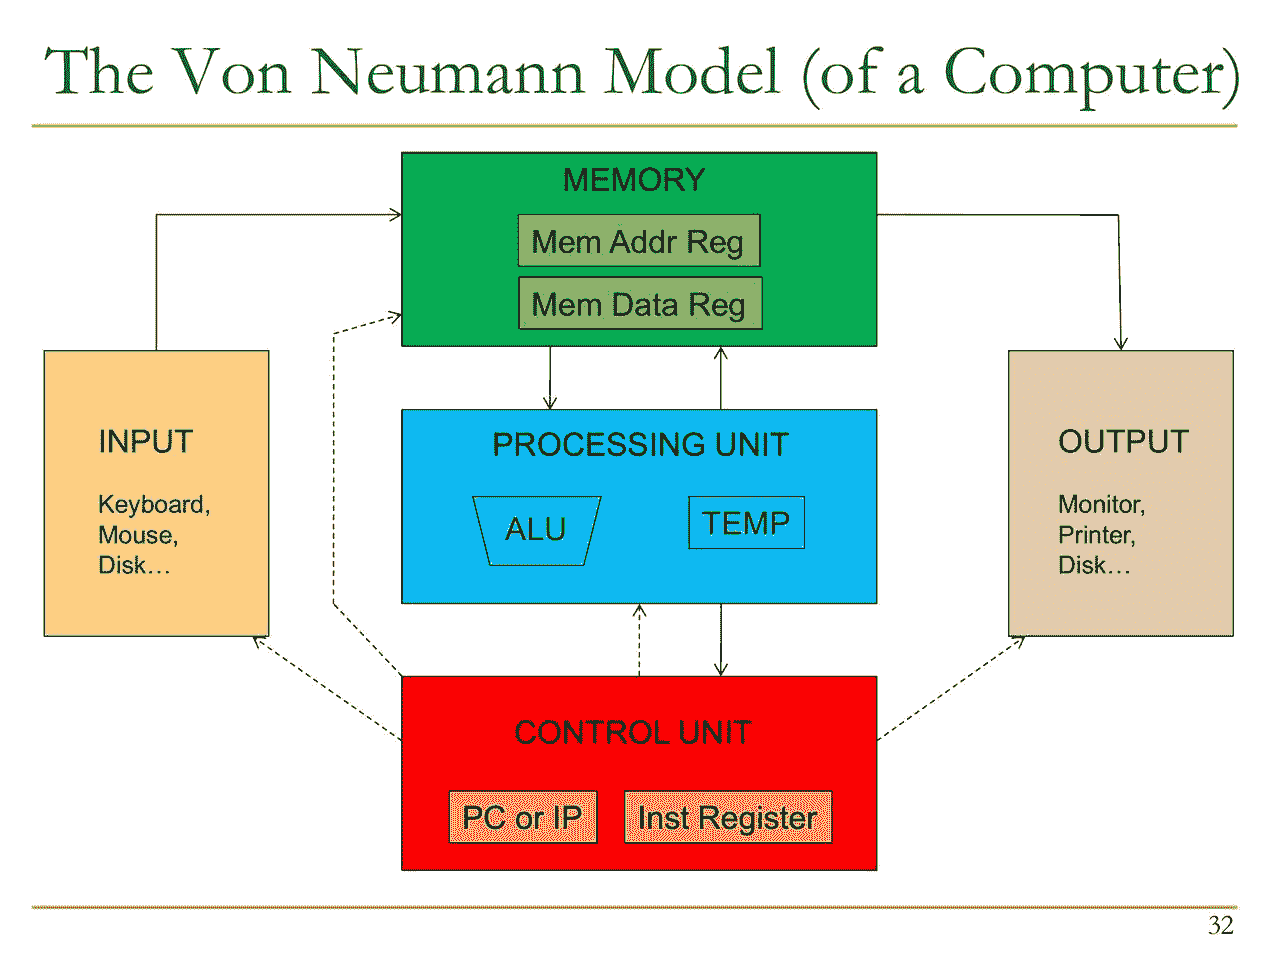 The Von Neumann Model (of a Computer)
MEMORY
Mem Addr Reg
Mem Data Reg
INPUT
Keyboard,
Mouse,
Disk…
PROCESSING UNIT
ALU
TEMP
OUTPUT
Monitor,
Printer,
Disk…
CONTROL UNIT
PC or IP
Inst Register
32